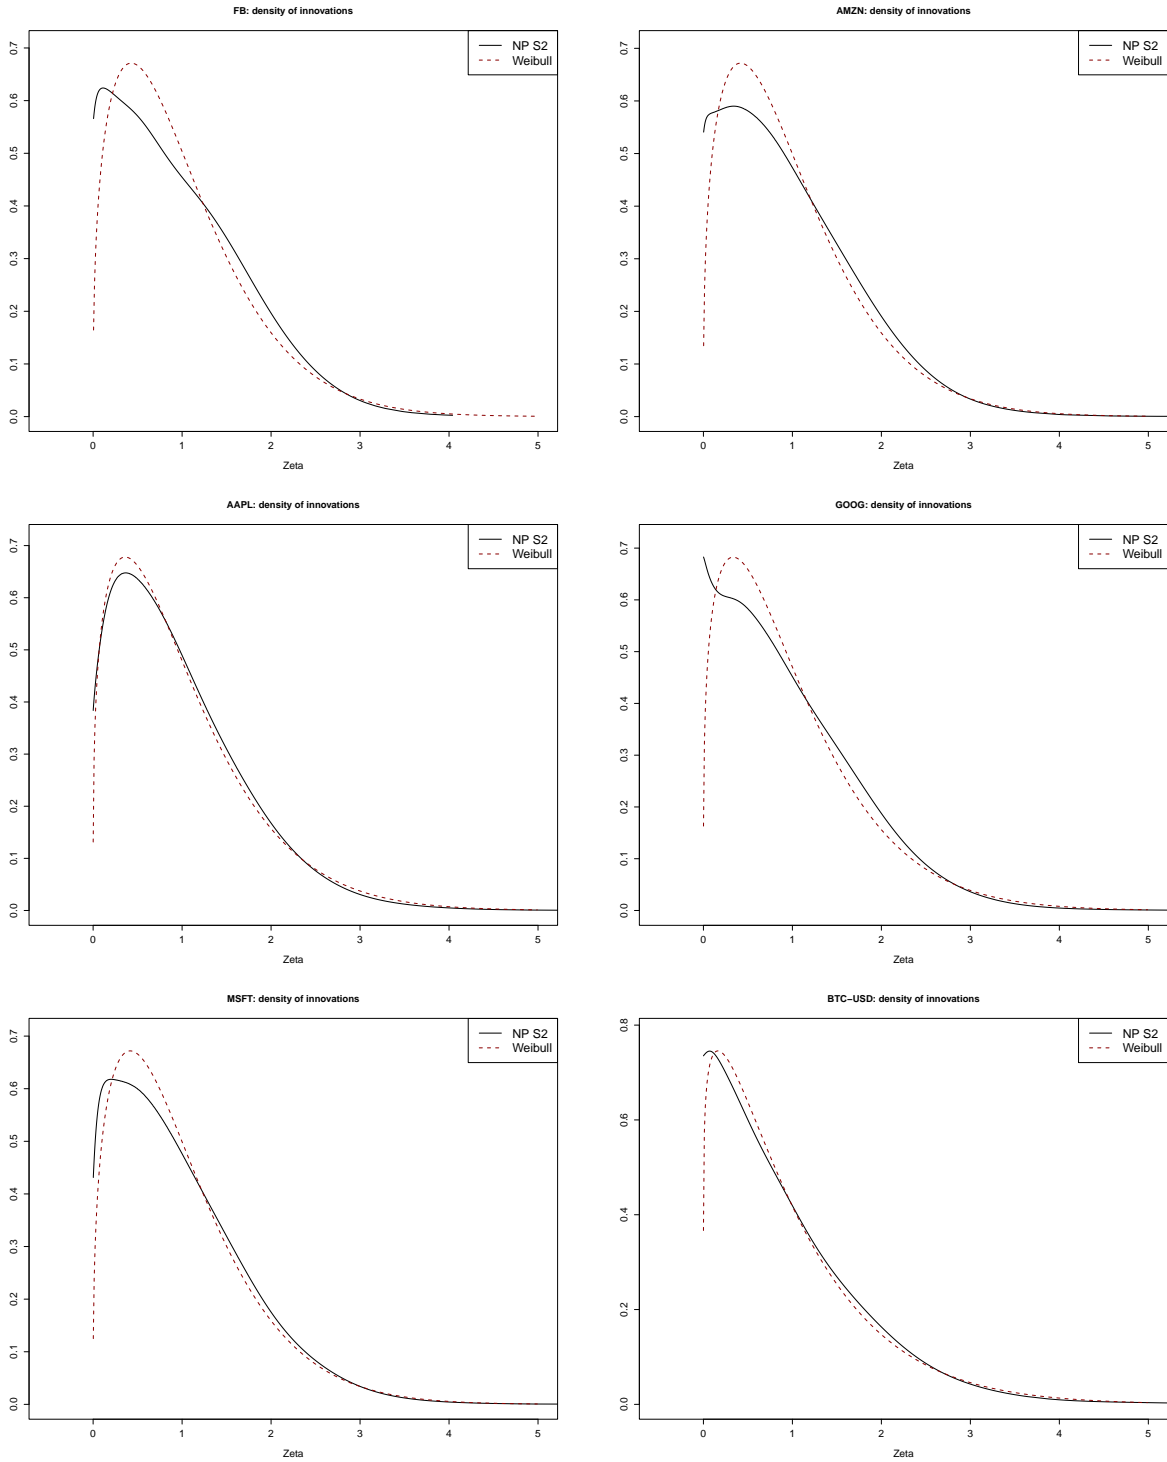 FB: density of innovations
NP S2
Weibull
0.7
0.6
0.5
0.4
0.3
0.2
0.1
0.0
0 1 2 3 4 5
Zeta
AMZN: density of innovations
NP S2
Weibull
0.7
0.6
0.5
0.4
0.3
0.2
0.1
0.0
0 1 2 3 4 5
Zeta
AAPL: density of innovations
NP S2
Weibull
0.7
0.6
0.5
0.4
0.3
0.2
0.1
0.0
0 1 2 3 4 5
Zeta
GOOG: density of innovations
NP S2
Weibull
0.7
0.6
0.5
0.4
0.3
0.2
0.1
0.0
0 1 2 3 4 5
Zeta
MSFT: density of innovations
NP S2
Weibull
0.7
0.6
0.5
0.4
0.3
0.2
0.1
0.0
0 1 2 3 4 5
Zeta
BTC−USD: density of innovations
NP S2
Weibull
0.8
0.6
0.4
0.2
0.0
0 1 2 3 4 5
Zeta